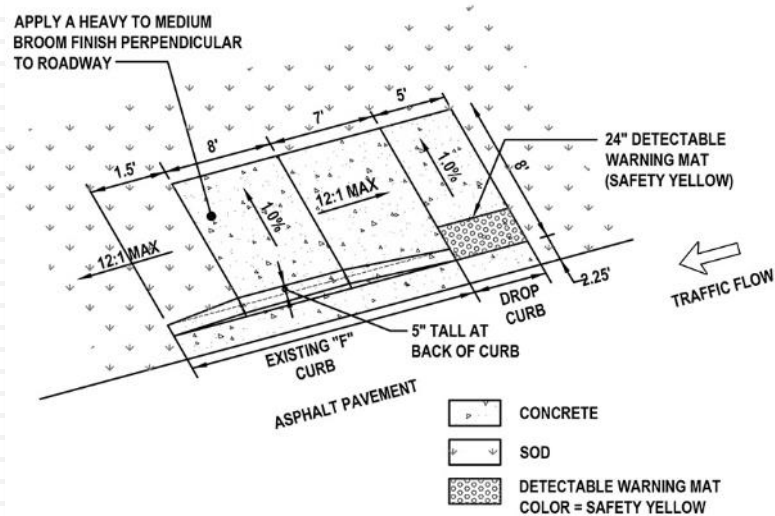 APPLY A HEAVY TO MEDIUM
BROOM FINISH PERPENDICULAR
TO ROADWAY
1.5'
8'
7'
5'
24" DETECTABLE
WARNING MAT
(SAFETY YELLOW)
8'
1.0%
12:1 MAX
1.0%
12:1 MAX
2.25'
TRAFFIC FLOW
DROP
CURB
5" TALL AT
BACK OF CURB
EXISTING "F"
CURB
ASPHALT PAVEMENT
CONCRETE
SOD
DETECTABLE WARNING MAT
COLOR = SAFETY YELLOW